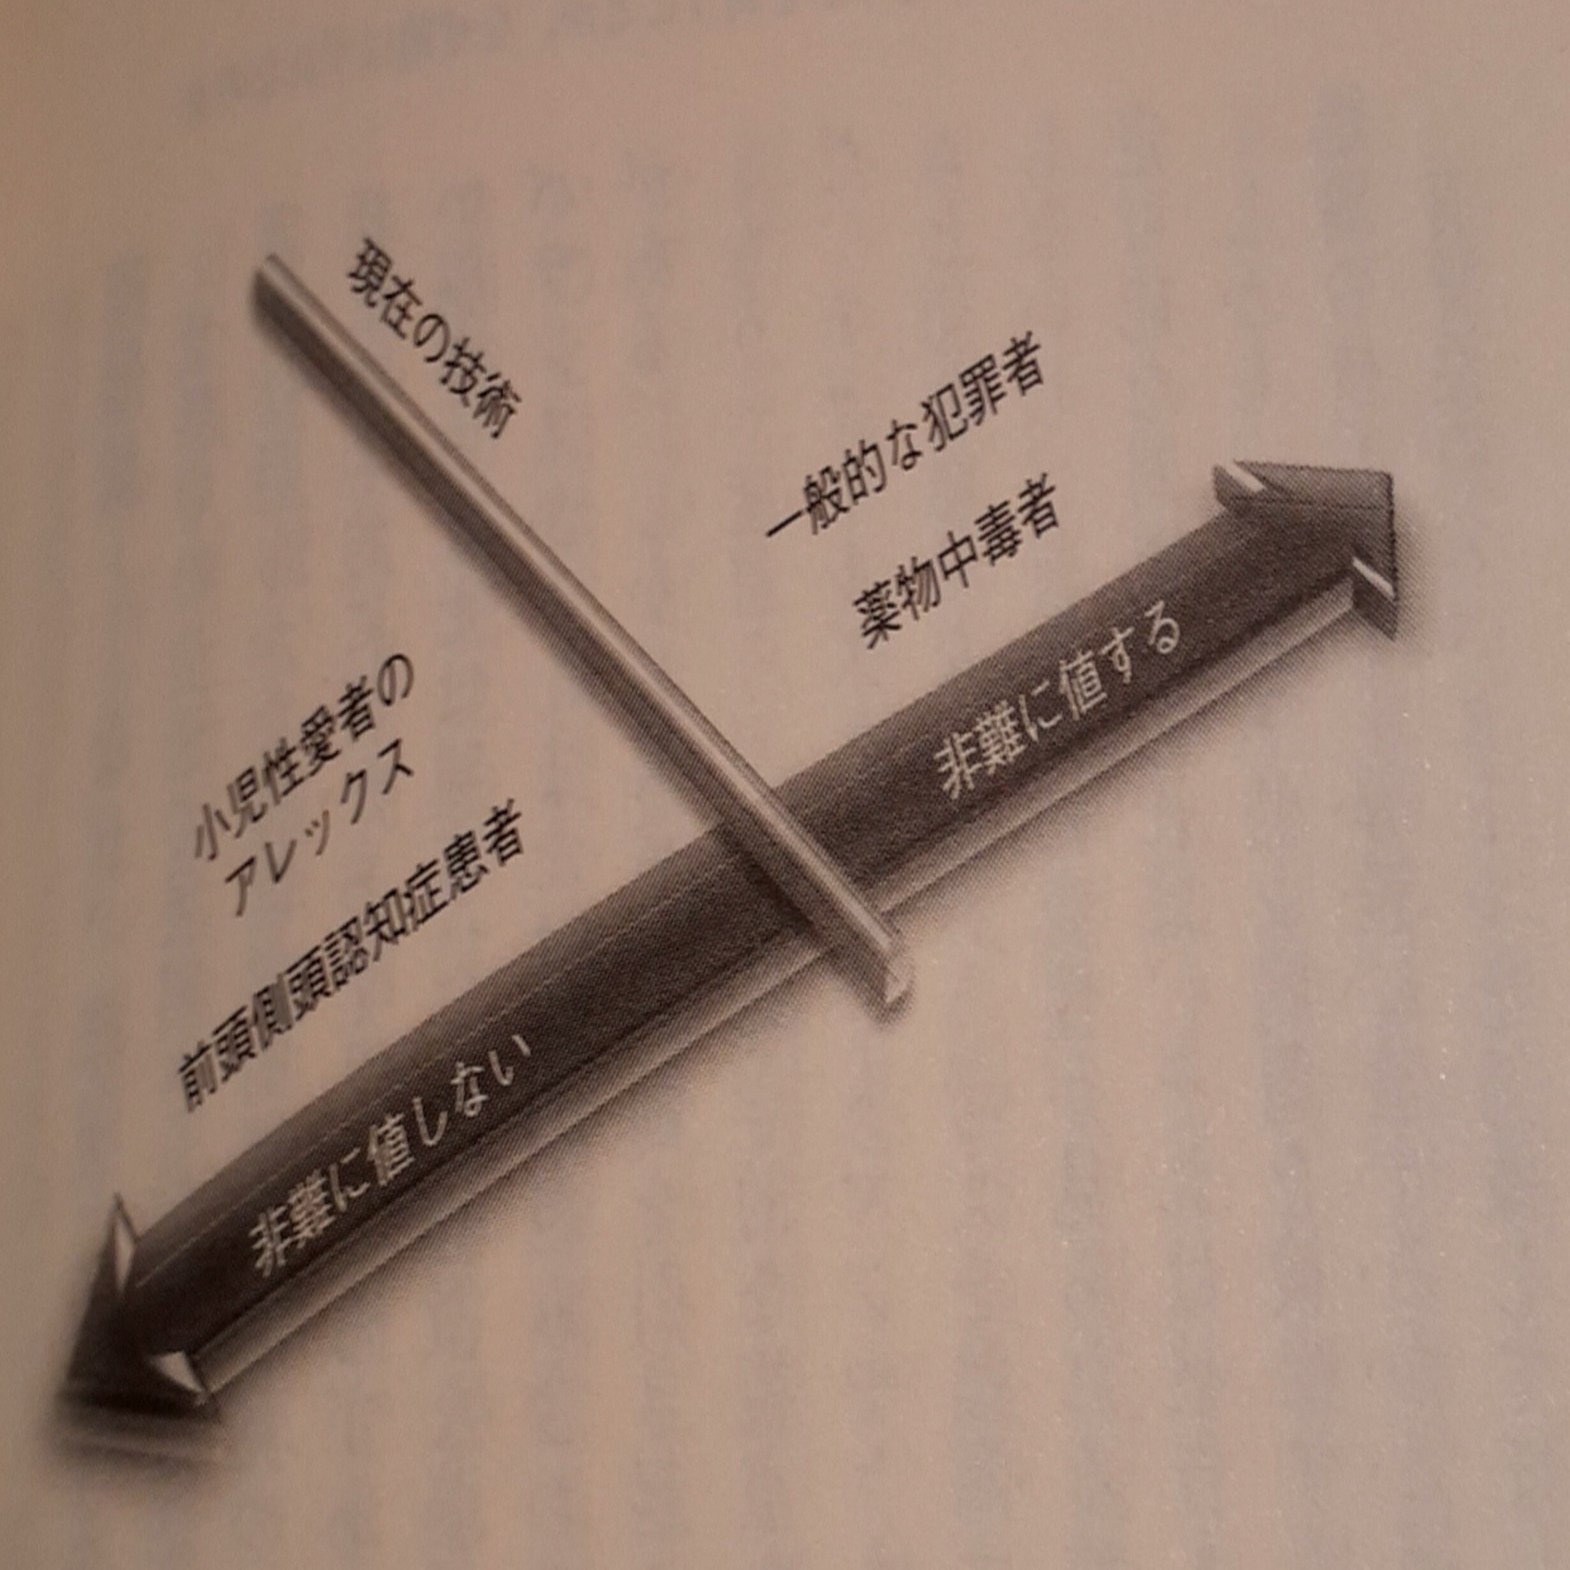 現在の技術
一般的な犯罪者
薬物中毒者
小児性愛者の
アレックス
前頭側頭認知症患者
非難に値しない
非難に値する